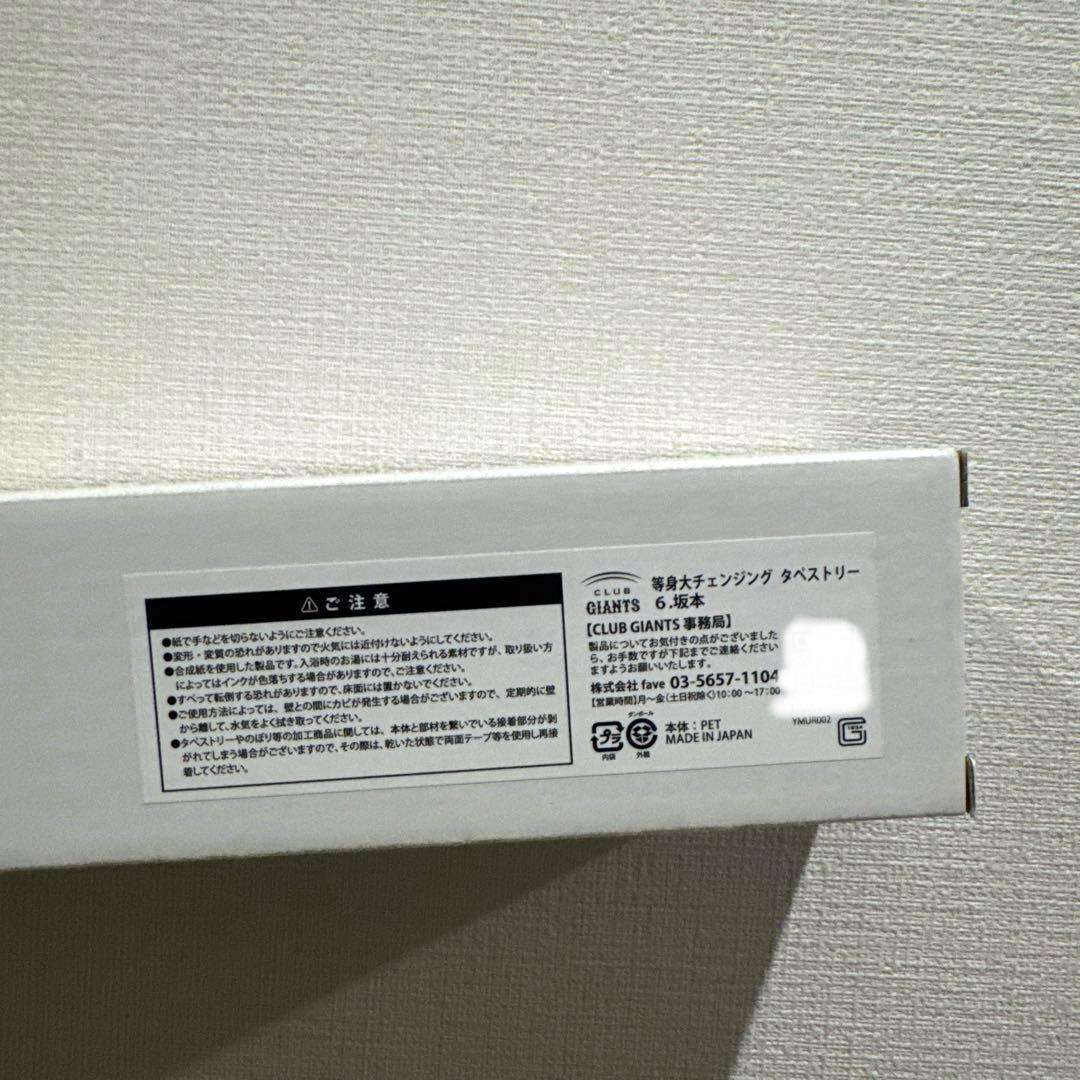 ⚠ご注意
●紙で手などを切らないようにご注意ください。
●変形・変質の恐れがありますので火気には近付けないようにしてください。
●合成紙を使用した製品です。入浴時のお湯には十分耐えられる素材ですが、取り扱い方
によってはインクが色落ちする場合がありますので、ご注意ください。
●すべって転倒する恐れがありますので、床面には置かないでください。
●ご使用方法によっては、壁との間にカビが発生する場合がございますので、定期的に壁
から離して、水気をよく拭き取ってください。
●タペストリーやのぼり等の加工商品に関しては、本体と部材を繋いでいる接着部分が剥
がれてしまう場合がございますので、その際は、乾いた状態で両面テープ等を使用し再接
着してください。
CLUB
GIANTS
等身大チェンジング タペストリー
6.坂本
【CLUB GIANTS 事務局】
製品についてお気付きの点がございました
ら、お手数ですが下記までご連絡ください
ますようお願いいたします。
株式会社 fave 03-5657-1104
【営業時間】月〜金（土日祝除く）10：00〜17：00
プラ
内袋
ダンボール
外箱
本体：PET
MADE IN JAPAN
YMUR002
G
1934